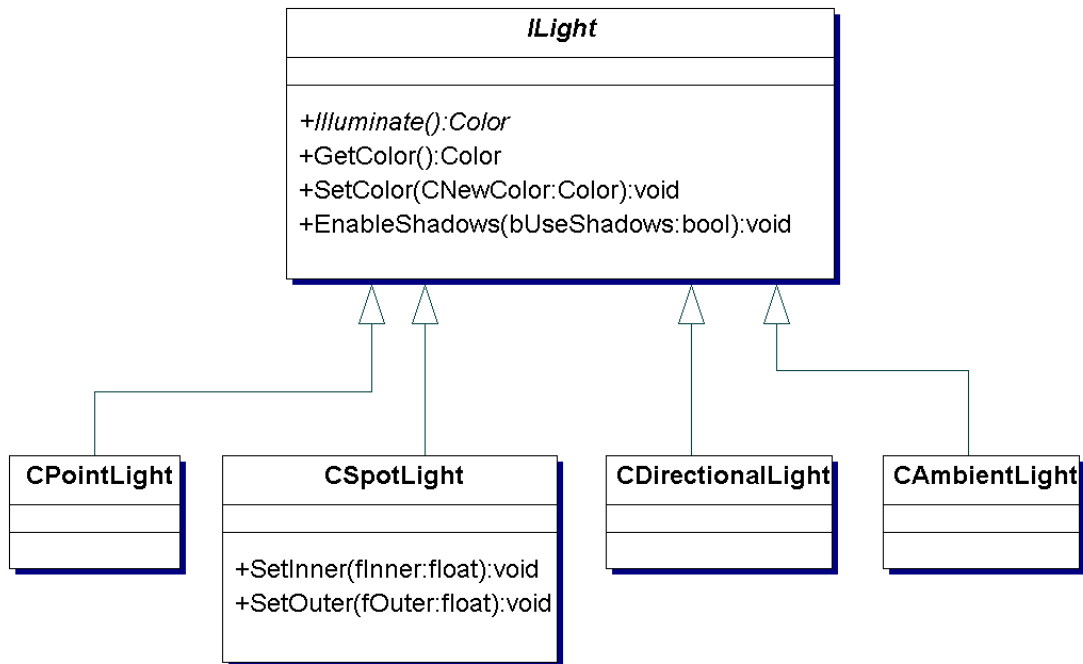 ILight
+Illuminate():Color
+GetColor():Color
+SetColor(CNewColor:Color):void
+EnableShadows(bUseShadows:bool):void
CPointLight
CSpotLight
+SetInner(fInner:float):void
+SetOuter(fOuter:float):void
CDirectionalLight
CAmbientLight